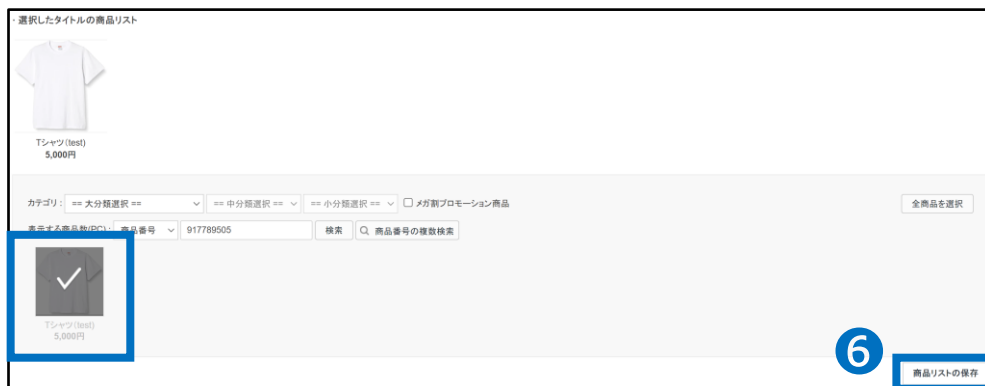 ・選択したタイトルの商品リスト
Tシャツ(test)
5,000円
カテゴリ : == 大分類選択 == == 中分類選択 == == 小分類選択 == メガ割プロモーション商品 全商品を選択
表示する商品数(PC) : 商品番号 917789505 検索 商品番号の複数検索
Tシャツ(test)
5,000円
6
商品リストの保存